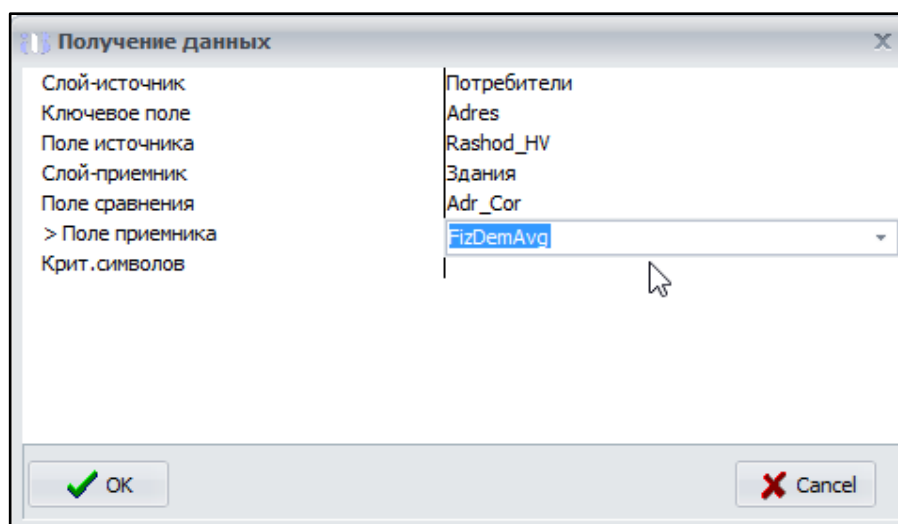 Получение данных
Слой-источник Потребители
Ключевое поле Adres
Поле источника Rashod_HV
Слой-приемник Здания
Поле сравнения Adr_Cor
> Поле приемника FizDemAvg
Крит.символов
OK Cancel